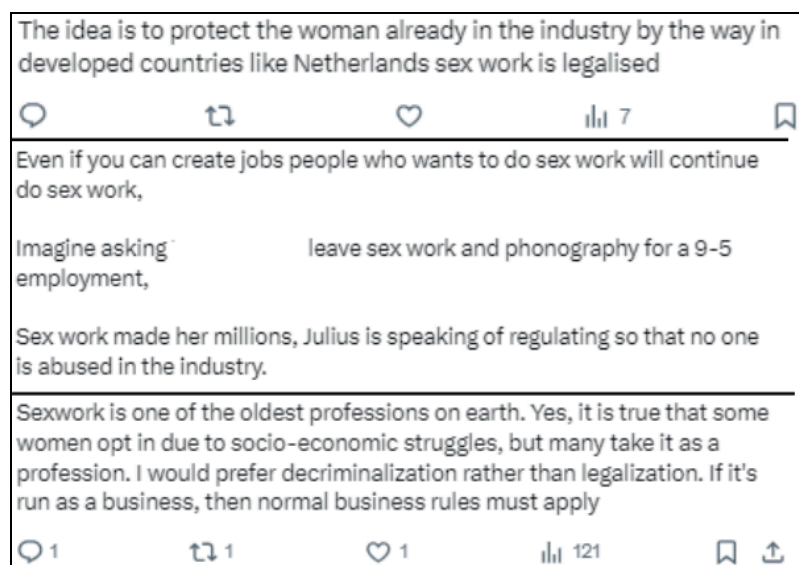 The idea is to protect the woman already in the industry by the way in
developed countries like Netherlands sex work is legalised
7
Even if you can create jobs people who wants to do sex work will continue
do sex work,
Imagine asking leave sex work and phonography for a 9-5
employment,
Sex work made her millions, Julius is speaking of regulating so that no one
is abused in the industry.
Sexwork is one of the oldest professions on earth. Yes, it is true that some
women opt in due to socio-economic struggles, but many take it as a
profession. I would prefer decriminalization rather than legalization. If it's
run as a business, then normal business rules must apply
1 1 1 121